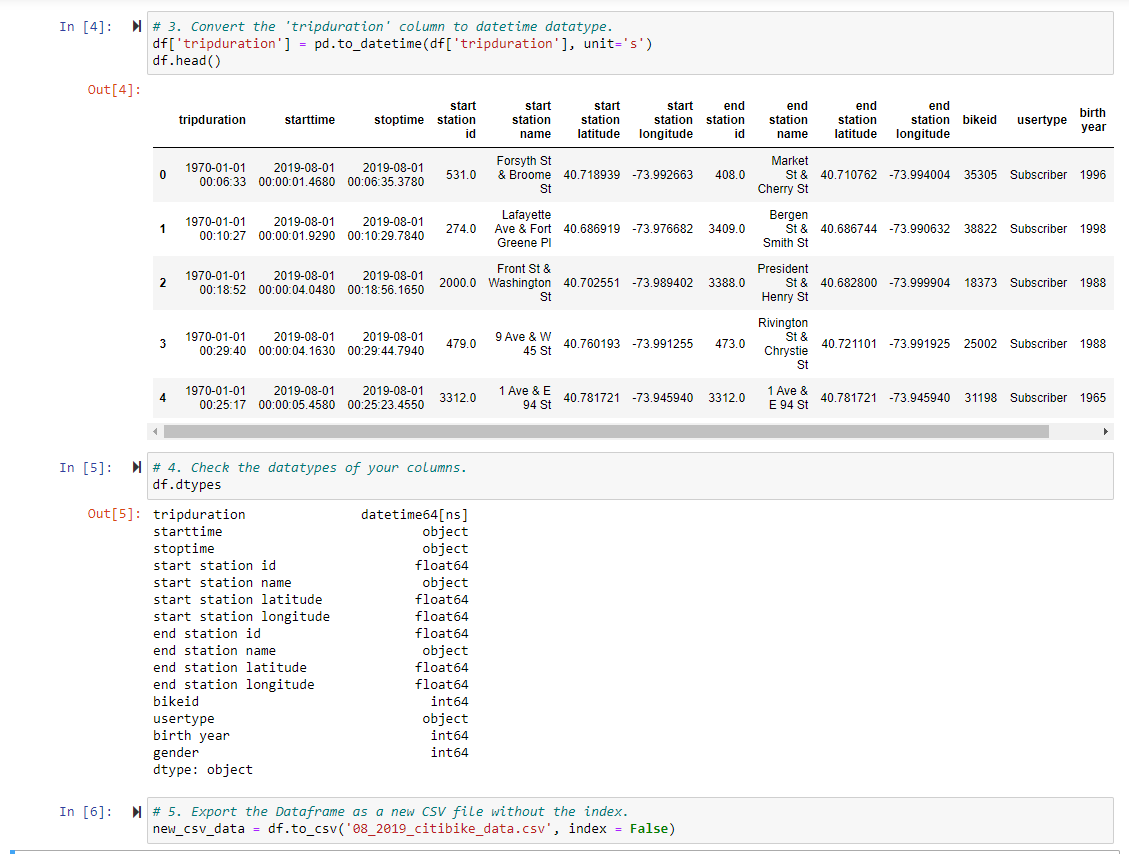 In [4]:
# 3. Convert the 'tripduration' column to datetime datatype.
df['tripduration'] = pd.to_datetime(df['tripduration'], unit='s')
df.head()
Out[4]:
tripduration starttime stoptime start station id start station name start station latitude start station longitude end station id end station name end station latitude end station longitude bikeid usertype birth year
0 1970-01-01 00:06:33 2019-08-01 00:00:01.4680 2019-08-01 00:06:35.3780 531.0 Forsyth St & Broome St 40.718939 -73.992663 408.0 Market St & Cherry St 40.710762 -73.994004 35305 Subscriber 1996
1 1970-01-01 00:10:27 2019-08-01 00:00:01.9290 2019-08-01 00:10:29.7840 274.0 Lafayette Ave & Fort Greene Pl 40.686919 -73.976682 3409.0 Bergen St & Smith St 40.686744 -73.990632 38822 Subscriber 1998
2 1970-01-01 00:18:52 2019-08-01 00:00:04.0480 2019-08-01 00:18:56.1650 2000.0 Front St & Washington St 40.702551 -73.989402 3388.0 President St & Henry St 40.682800 -73.999904 18373 Subscriber 1988
3 1970-01-01 00:29:40 2019-08-01 00:00:04.1630 2019-08-01 00:29:44.7940 479.0 9 Ave & W 45 St 40.760193 -73.991255 473.0 Rivington St & Chrystie St 40.721101 -73.991925 25002 Subscriber 1988
4 1970-01-01 00:25:17 2019-08-01 00:00:05.4580 2019-08-01 00:25:23.4550 3312.0 1 Ave & E 94 St 40.781721 -73.945940 3312.0 1 Ave & E 94 St 40.781721 -73.945940 31198 Subscriber 1965
In [5]:
# 4. Check the datatypes of your columns.
df.dtypes
Out[5]:
tripduration datetime64[ns]
starttime object
stoptime object
start station id float64
start station name object
start station latitude float64
start station longitude float64
end station id float64
end station name object
end station latitude float64
end station longitude float64
bikeid int64
usertype object
birth year int64
gender int64
dtype: object
In [6]:
# 5. Export the Dataframe as a new CSV file without the index.
new_csv_data = df.to_csv('08_2019_citibike_data.csv', index = False)